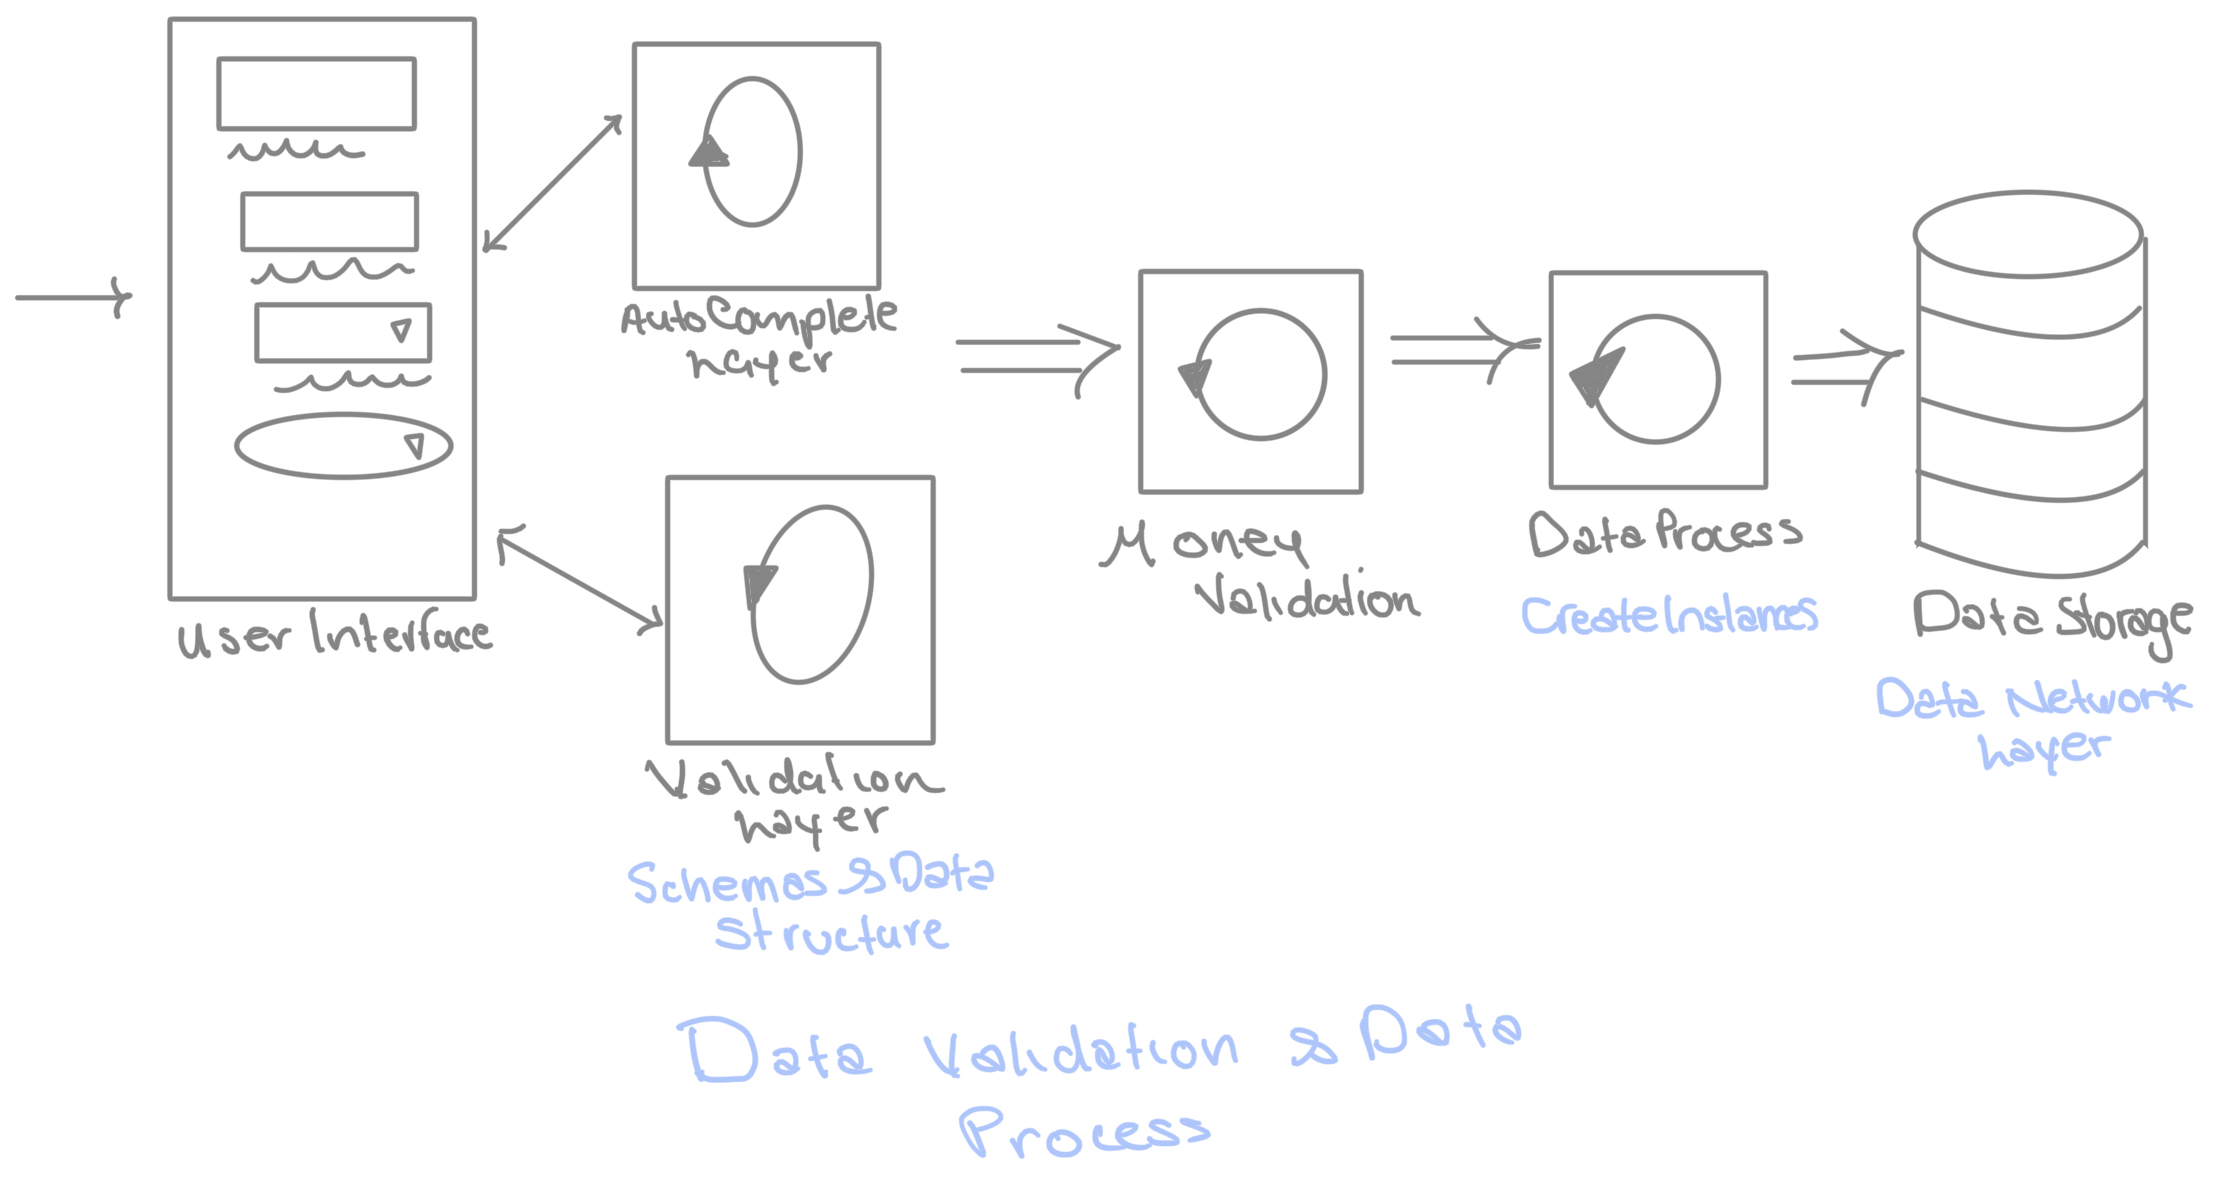 AutoComplete
Layer
User Interface
Validation
Layer
Schemas & Data
Structure
Money
Validation
Data Process
Create Instances
Data Storage
Data Network
Layer
Data Validation & Data
Process